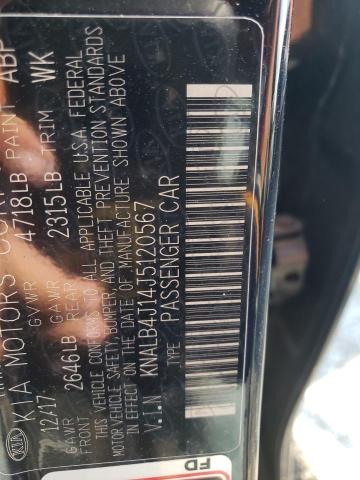 KIA MOTORS CORP
12/17 GVWR 4718LB PAINT ABP
GAWR FRONT 2646LB GAWR REAR 2315LB TRIM WK
THIS VEHICLE CONFORMS TO ALL APPLICABLE U.S.A. FEDERAL
MOTOR VEHICLE SAFETY, BUMPER AND THEFT PREVENTION STANDARDS
IN EFFECT ON THE DATE OF MANUFACTURE SHOWN ABOVE
V.I.N KNALB4J14J5120567
TYPE PASSENGER CAR
FD